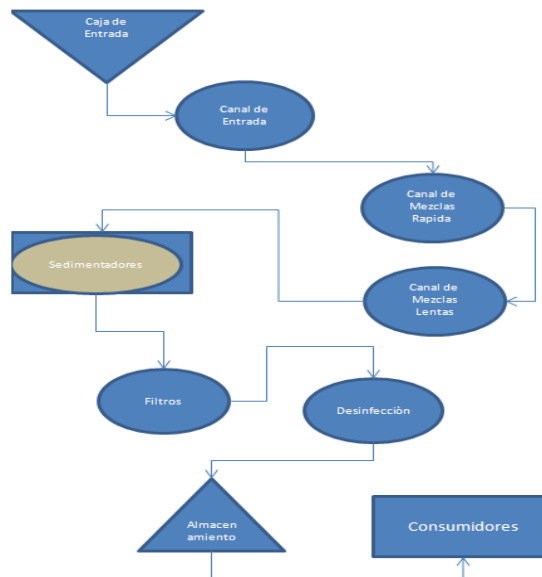 Caja de
Entrada
Canal de
Entrada
Canal de
Mezclas
Rapida
Sedimentadores
Canal de
Mezclas
Lentas
Filtros
Desinfecciòn
Almacen
amiento
Consumidores